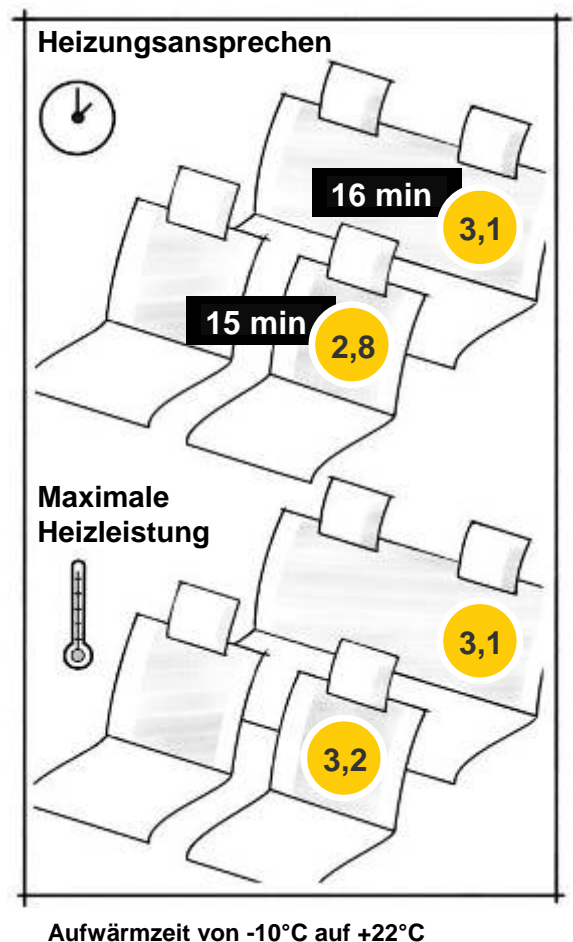 Heizungsansprechen
16 min
3,1
15 min
2,8
Maximale
Heizleistung
3,1
3,2
Aufwärmzeit von -10°C auf +22°C